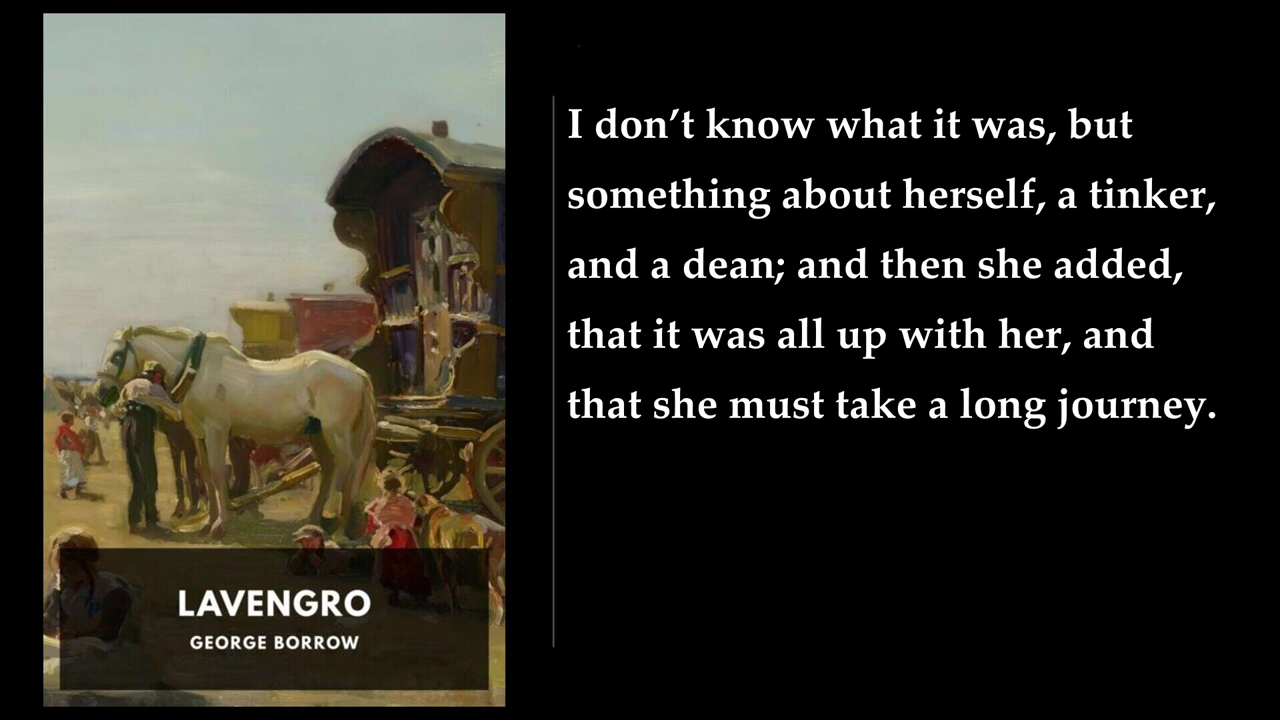 LAVENGRO
GEORGE BORROW
I don’t know what it was, but
something about herself, a tinker,
and a dean; and then she added,
that it was all up with her, and
that she must take a long journey.